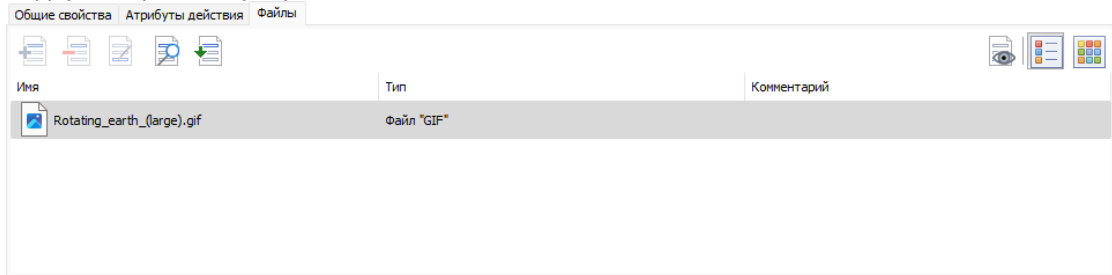 Общие свойства Атрибуты действия Файлы
Имя Тип Комментарий
Rotating_earth_(large).gif Файл "GIF"